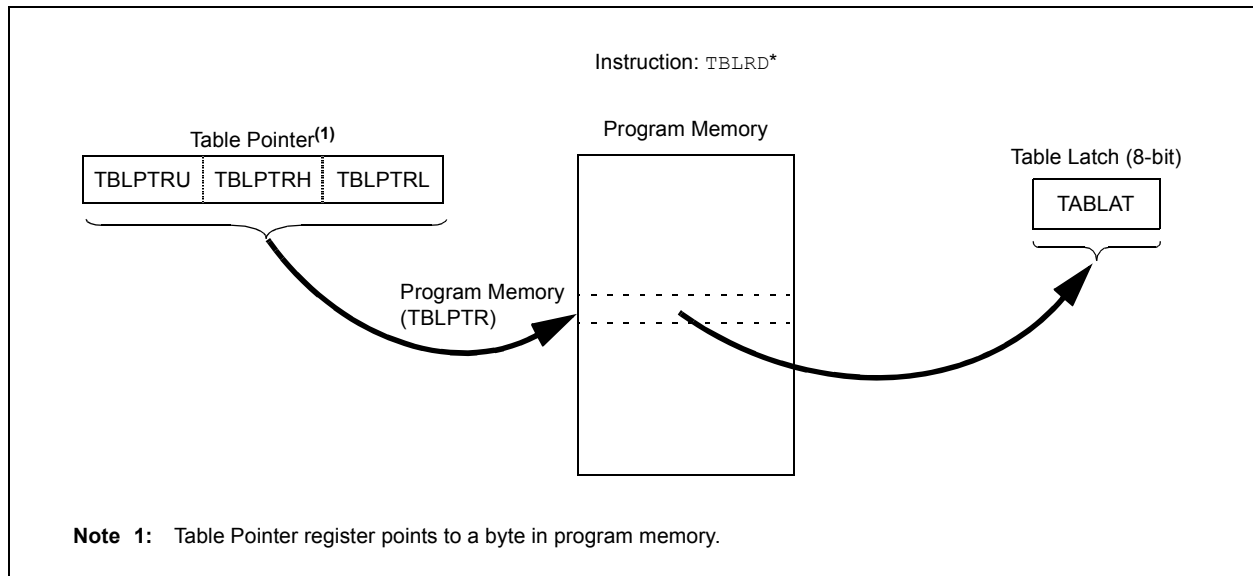 Instruction: TBLRD*
Table Pointer(1)
TBLPTRU TBLPTRH TBLPTRL
Program Memory
Table Latch (8-bit)
TABLAT
Program Memory
(TBLPTR)
Note 1: Table Pointer register points to a byte in program memory.